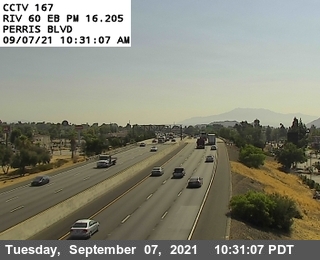 CCTV 167
RIV 60 EB PM 16.205
PERRIS BLVD
09/07/21 10:31:07 AM
Tuesday, September 07, 2021 10:31:07 PDT